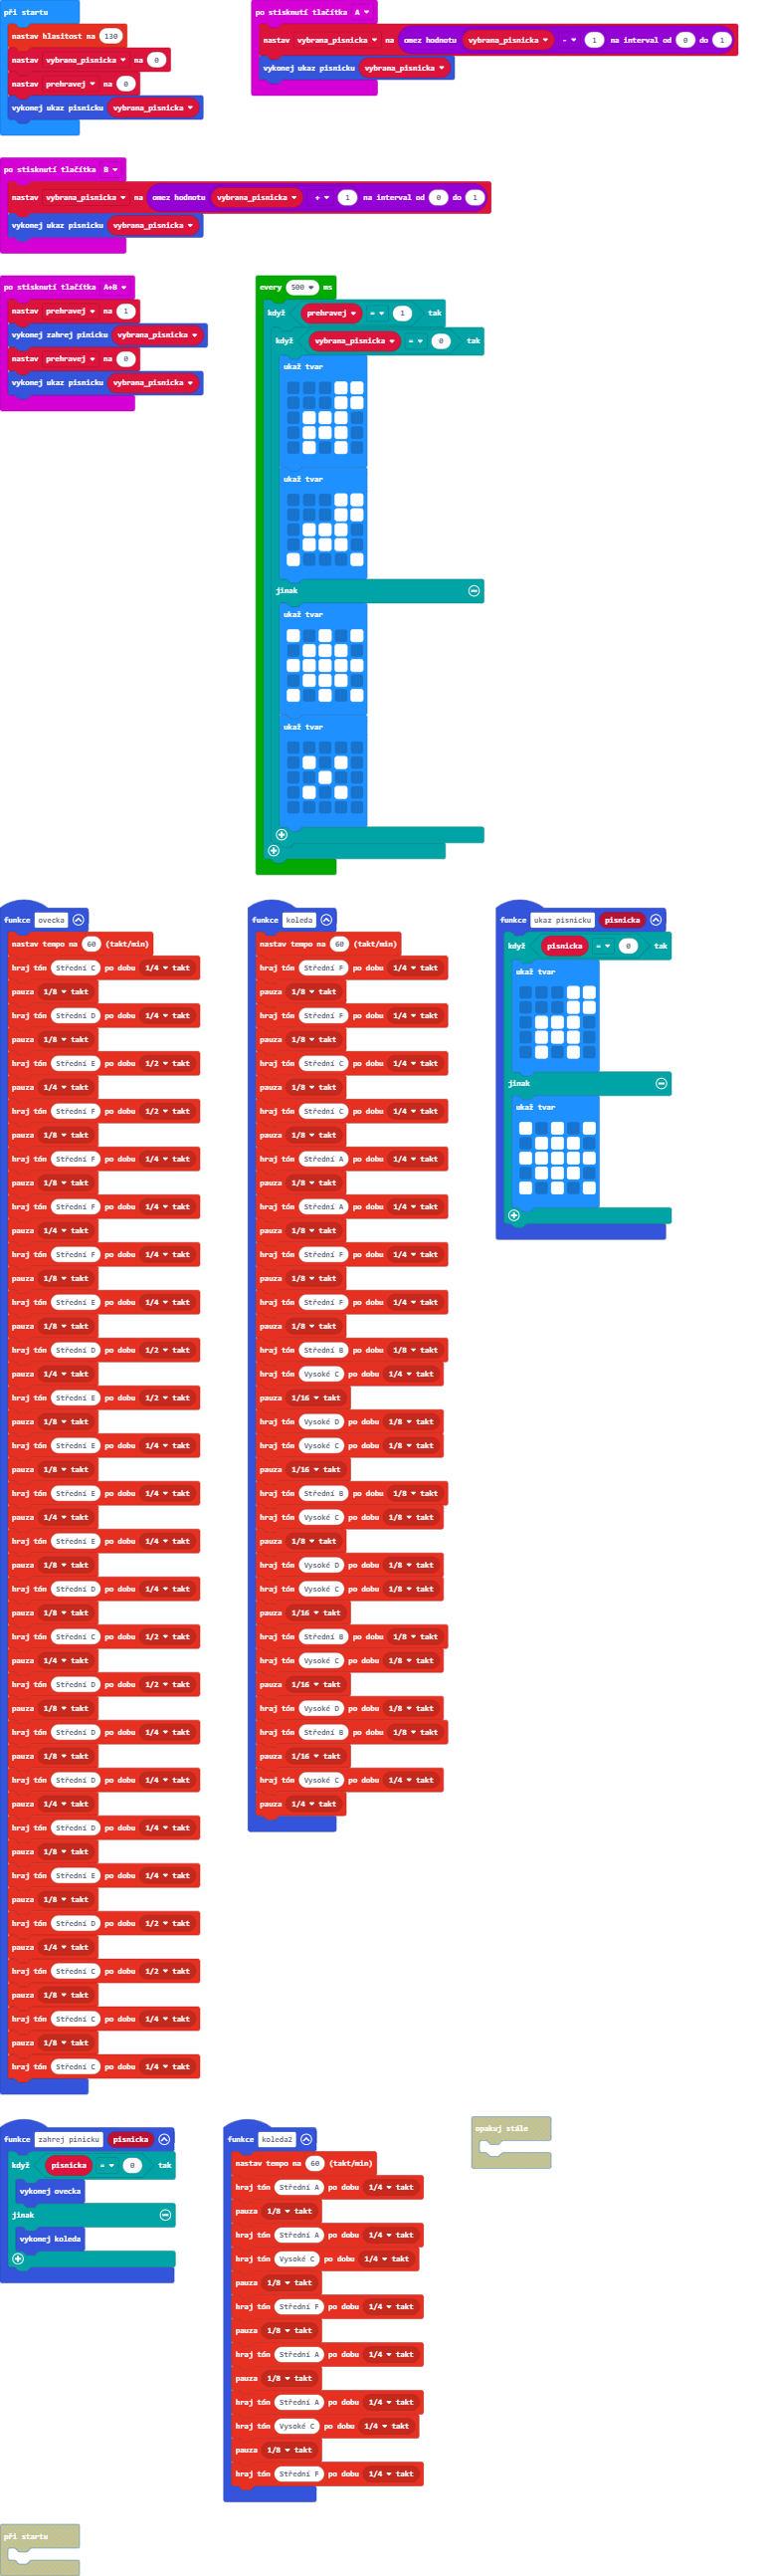 při startu
nastav hlasitost na 130
nastav vybrana_pisnicka na 0
nastav prehravej na 0
vykonej ukaz pisnicku vybrana_pisnicka
po stisknutí tlačítka A
nastav vybrana_pisnicka na omez hodnotu vybrana_pisnicka - 1 na interval od 0 do 1
vykonej ukaz pisnicku vybrana_pisnicka
po stisknutí tlačítka B
nastav vybrana_pisnicka na omez hodnotu vybrana_pisnicka + 1 na interval od 0 do 1
vykonej ukaz pisnicku vybrana_pisnicka
po stisknutí tlačítka A+B
nastav prehravej na 1
vykonej zahrej pinicku vybrana_pisnicka
nastav prehravej na 0
vykonej ukaz pisnicku vybrana_pisnicka
every 500 ms
když prehravej = 1 tak
když vybrana_pisnicka = 0 tak
ukaž tvar
ukaž tvar
jinak
ukaž tvar
ukaž tvar
funkce ovecka
nastav tempo na 60 (takt/min)
hraj tón Střední C po dobu 1/4 takt
pauza 1/8 takt
hraj tón Střední D po dobu 1/4 takt
pauza 1/8 takt
hraj tón Střední E po dobu 1/2 takt
pauza 1/4 takt
hraj tón Střední F po dobu 1/2 takt
pauza 1/8 takt
hraj tón Střední F po dobu 1/4 takt
pauza 1/8 takt
hraj tón Střední F po dobu 1/4 takt
pauza 1/4 takt
hraj tón Střední F po dobu 1/4 takt
pauza 1/8 takt
hraj tón Střední E po dobu 1/4 takt
pauza 1/8 takt
hraj tón Střední D po dobu 1/2 takt
pauza 1/4 takt
hraj tón Střední E po dobu 1/2 takt
pauza 1/8 takt
hraj tón Střední E po dobu 1/4 takt
pauza 1/8 takt
hraj tón Střední E po dobu 1/4 takt
pauza 1/4 takt
hraj tón Střední E po dobu 1/4 takt
pauza 1/8 takt
hraj tón Střední D po dobu 1/4 takt
pauza 1/8 takt
hraj tón Střední C po dobu 1/2 takt
pauza 1/4 takt
hraj tón Střední D po dobu 1/2 takt
pauza 1/8 takt
hraj tón Střední D po dobu 1/4 takt
pauza 1/8 takt
hraj tón Střední D po dobu 1/4 takt
pauza 1/4 takt
hraj tón Střední D po dobu 1/4 takt
pauza 1/8 takt
hraj tón Střední E po dobu 1/4 takt
pauza 1/8 takt
hraj tón Střední D po dobu 1/2 takt
pauza 1/4 takt
hraj tón Střední C po dobu 1/2 takt
pauza 1/8 takt
hraj tón Střední C po dobu 1/4 takt
pauza 1/8 takt
hraj tón Střední C po dobu 1/4 takt
funkce koleda
nastav tempo na 60 (takt/min)
hraj tón Střední F po dobu 1/4 takt
pauza 1/8 takt
hraj tón Střední F po dobu 1/4 takt
pauza 1/8 takt
hraj tón Střední C po dobu 1/4 takt
pauza 1/8 takt
hraj tón Střední C po dobu 1/4 takt
pauza 1/8 takt
hraj tón Střední A po dobu 1/4 takt
pauza 1/8 takt
hraj tón Střední A po dobu 1/4 takt
pauza 1/8 takt
hraj tón Střední F po dobu 1/4 takt
pauza 1/8 takt
hraj tón Střední F po dobu 1/4 takt
pauza 1/8 takt
hraj tón Střední B po dobu 1/8 takt
hraj tón Vysoké C po dobu 1/4 takt
pauza 1/16 takt
hraj tón Vysoké D po dobu 1/8 takt
hraj tón Vysoké C po dobu 1/8 takt
pauza 1/16 takt
hraj tón Střední B po dobu 1/8 takt
hraj tón Vysoké C po dobu 1/8 takt
pauza 1/8 takt
hraj tón Vysoké D po dobu 1/8 takt
hraj tón Vysoké C po dobu 1/8 takt
pauza 1/16 takt
hraj tón Střední B po dobu 1/8 takt
hraj tón Vysoké C po dobu 1/8 takt
pauza 1/16 takt
hraj tón Vysoké D po dobu 1/8 takt
hraj tón Střední B po dobu 1/8 takt
pauza 1/16 takt
hraj tón Vysoké C po dobu 1/4 takt
pauza 1/4 takt
funkce ukaz pisnicku pisnicka
když pisnicka = 0 tak
ukaž tvar
jinak
ukaž tvar
funkce zahrej pinicku pisnicka
když pisnicka = 0 tak
vykonej ovecka
jinak
vykonej koleda
funkce koleda2
nastav tempo na 60 (takt/min)
hraj tón Střední A po dobu 1/4 takt
pauza 1/8 takt
hraj tón Střední A po dobu 1/4 takt
hraj tón Vysoké C po dobu 1/4 takt
pauza 1/8 takt
hraj tón Střední F po dobu 1/4 takt
pauza 1/8 takt
hraj tón Střední A po dobu 1/4 takt
pauza 1/8 takt
hraj tón Střední A po dobu 1/4 takt
hraj tón Vysoké C po dobu 1/4 takt
pauza 1/8 takt
hraj tón Střední F po dobu 1/4 takt
opakuj stále
při startu